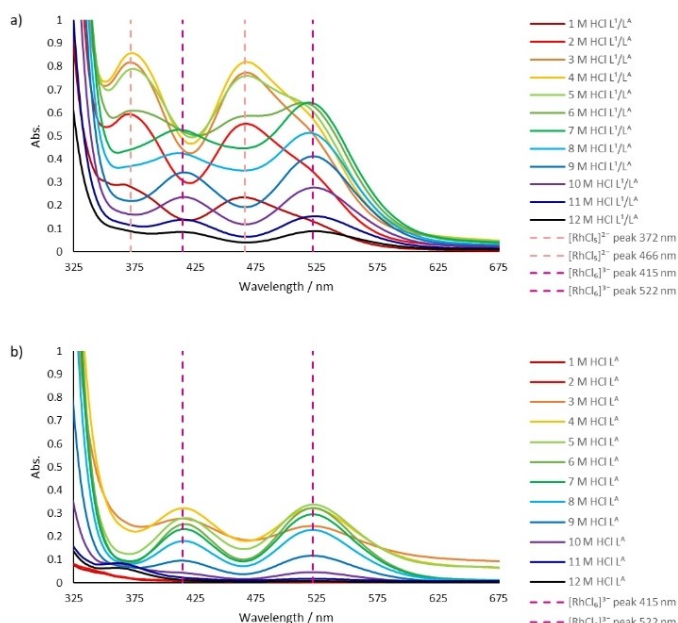 a)
1
0.9
0.8
0.7
0.6
0.5
0.4
0.3
0.2
0.1
0
Abs.
325 375 425 475 525 575 625 675
Wavelength / nm
1 M HCl L¹/Lᴬ
2 M HCl L¹/Lᴬ
3 M HCl L¹/Lᴬ
4 M HCl L¹/Lᴬ
5 M HCl L¹/Lᴬ
6 M HCl L¹/Lᴬ
7 M HCl L¹/Lᴬ
8 M HCl L¹/Lᴬ
9 M HCl L¹/Lᴬ
10 M HCl L¹/Lᴬ
11 M HCl L¹/Lᴬ
12 M HCl L¹/Lᴬ
[RhCl₅]²⁻ peak 372 nm
[RhCl₅]²⁻ peak 466 nm
[RhCl₆]³⁻ peak 415 nm
[RhCl₆]³⁻ peak 522 nm
b)
1
0.9
0.8
0.7
0.6
0.5
0.4
0.3
0.2
0.1
0
Abs.
325 375 425 475 525 575 625 675
Wavelength / nm
1 M HCl Lᴬ
2 M HCl Lᴬ
3 M HCl Lᴬ
4 M HCl Lᴬ
5 M HCl Lᴬ
6 M HCl Lᴬ
7 M HCl Lᴬ
8 M HCl Lᴬ
9 M HCl Lᴬ
10 M HCl Lᴬ
11 M HCl Lᴬ
12 M HCl Lᴬ
[RhCl₆]³⁻ peak 415 nm
[RhCl₆]³⁻ peak 522 nm